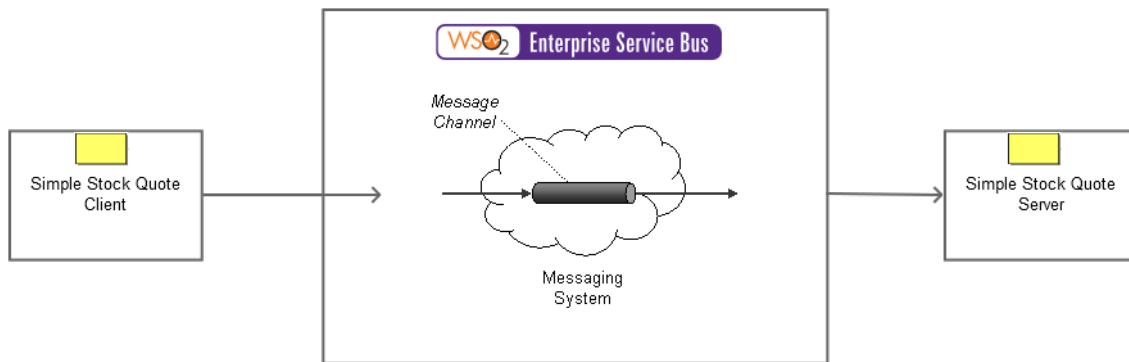 WSO2 Enterprise Service Bus
Message
Channel
Simple Stock Quote
Client
Simple Stock Quote
Server
Messaging
System